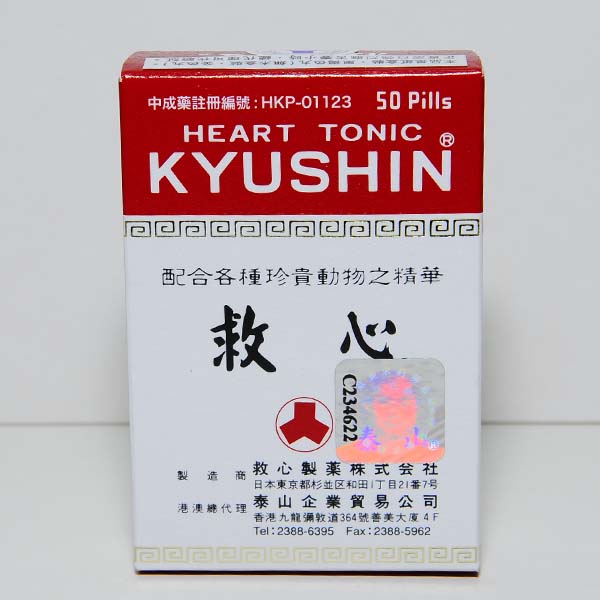 中成藥註冊編號:HKP-01123 50 Pills
HEART TONIC
KYUSHIN®
配合各種珍貴動物之精華
救心
C234622
泰山®
製造商 救心製薬株式会社
日本東京都杉並区和田1丁目21番7号
港澳總代理 泰山企業貿易公司
香港九龍彌敦道364號善美大廈4F
Tel:2388-6395 Fax:2388-5962